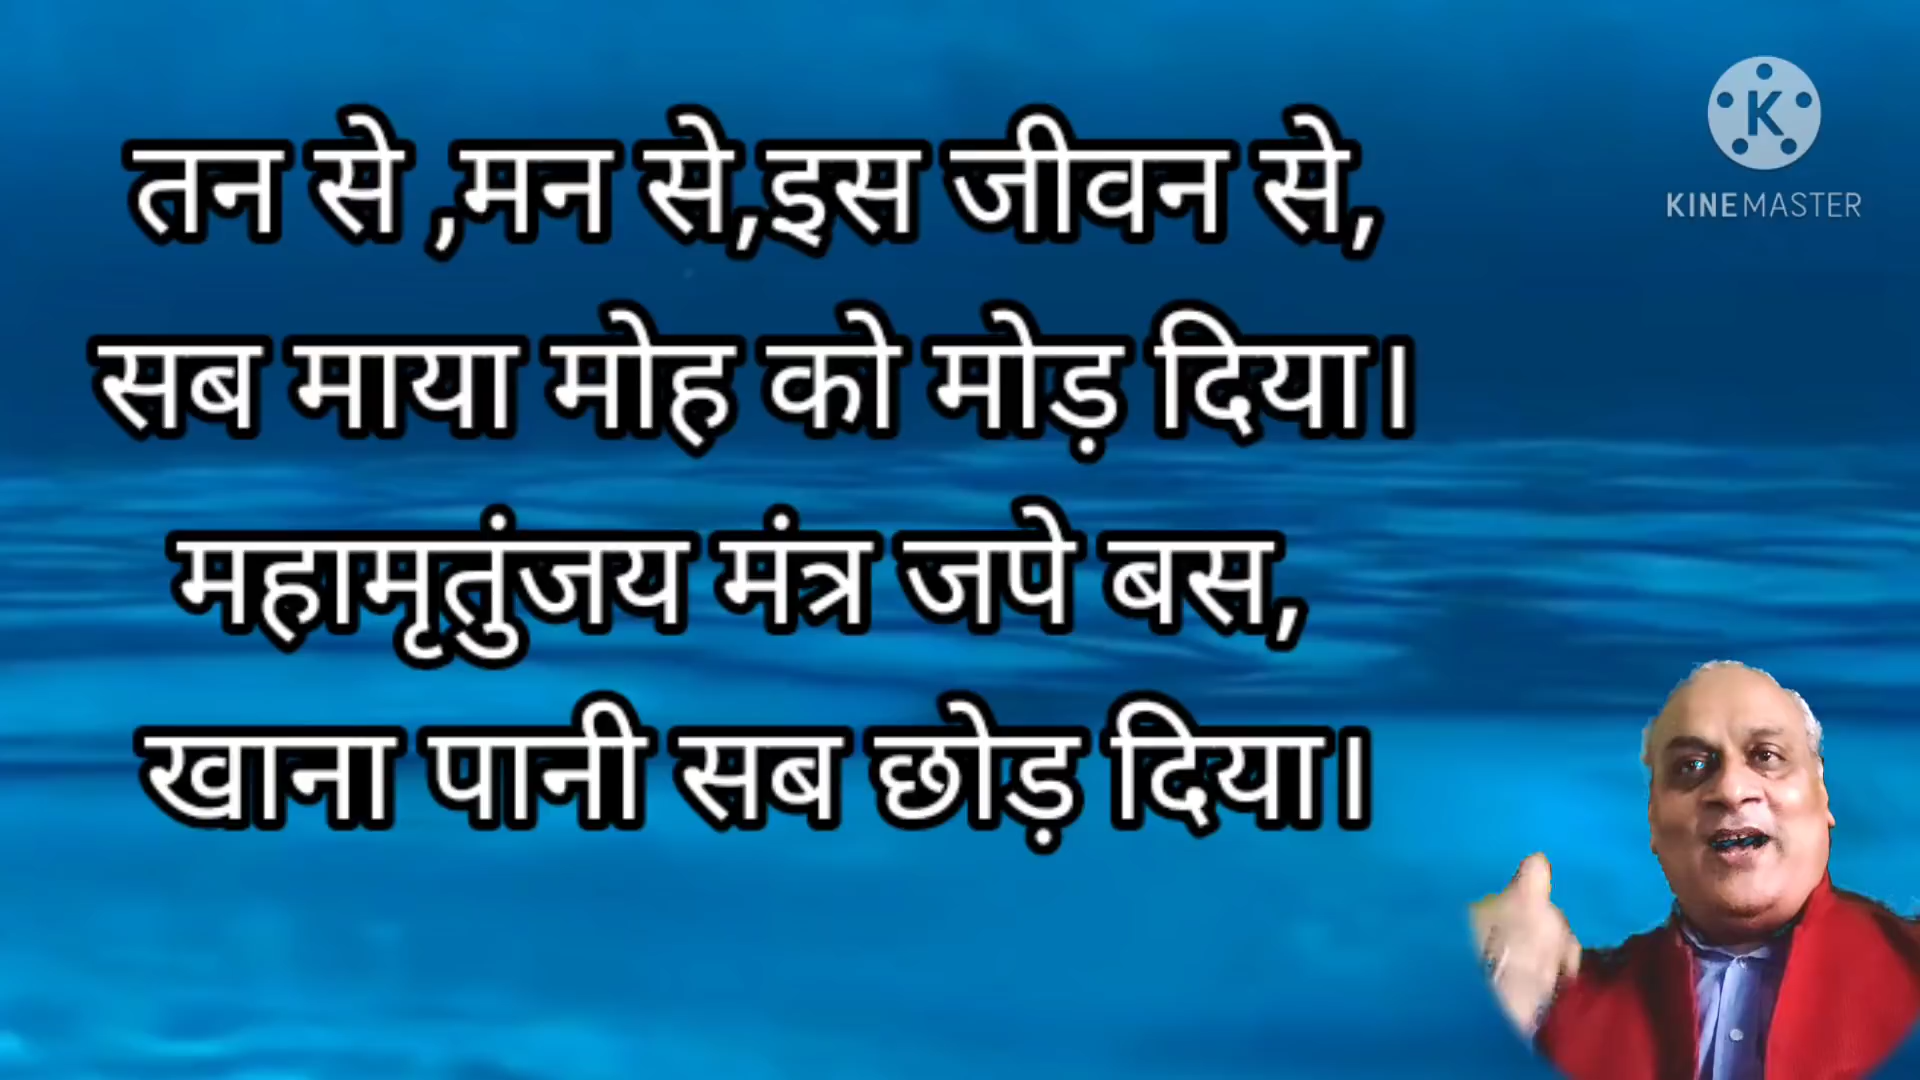 तन से ,मन से,इस जीवन से,
सब माया मोह को मोड़ दिया।
महामृतुंजय मंत्र जपे बस,
खाना पानी सब छोड़ दिया।
K
KINEMASTER